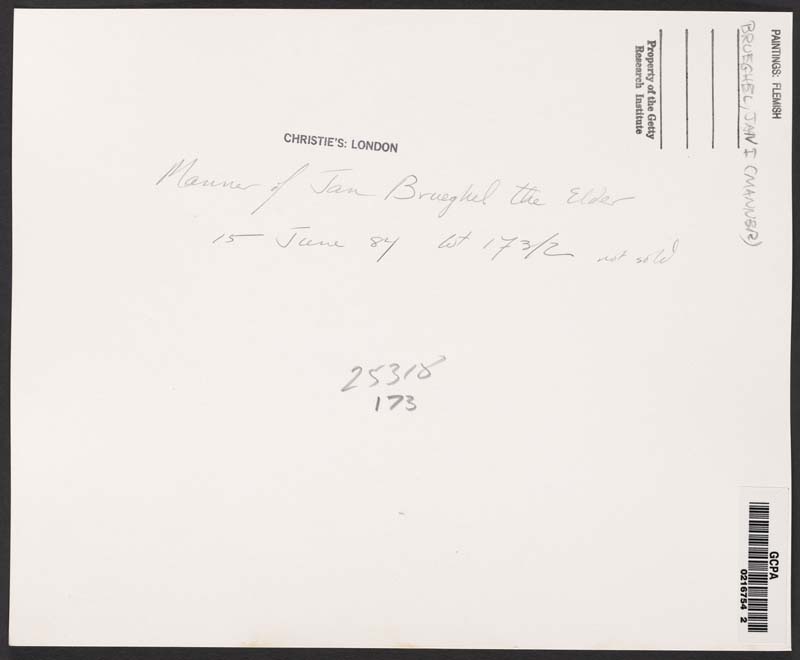 CHRISTIE'S: LONDON
Manner of Jan Brueghel the Elder
15 June 84 lot 173/2 not sold
25318
173
PAINTINGS: FLEMISH
BRUEGHEL, JAN I (MANNER)
Property of the Getty
Research Institute
GCPA
0216754 2